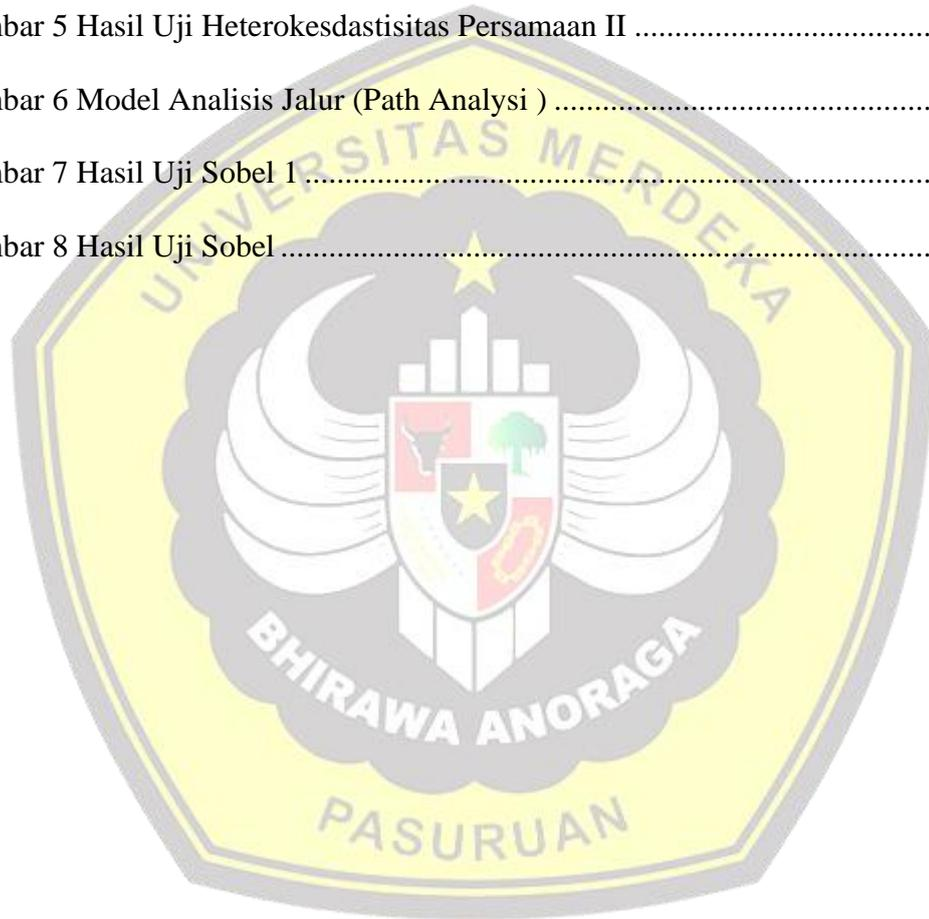 bar 5 Hasil Uji Heterokesdastisitas Persamaan II ....................................
bar 6 Model Analisis Jalur (Path Analysi ) ..............................................
bar 7 Hasil Uji Sobel 1 .............................................................................
bar 8 Hasil Uji Sobel ................................................................................
UNIVERSITAS MERDEKA
BHIRAWA ANORAGA
PASURUAN